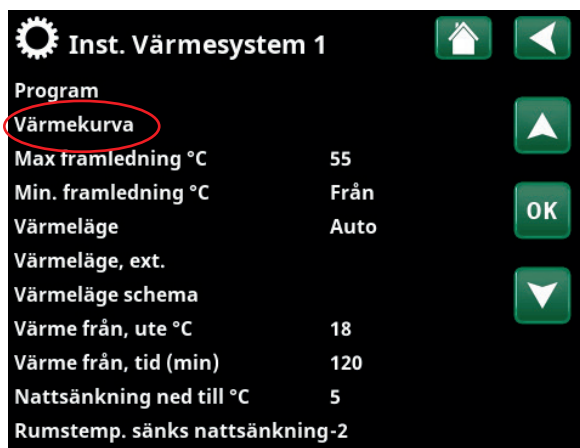 Inst. Värmesystem 1
Program
Värmekurva
Max framledning °C 55
Min. framledning °C Från
Värmeläge Auto
OK
Värmeläge, ext.
Värmeläge schema
Värme från, ute °C 18
Värme från, tid (min) 120
Nattsänkning ned till °C 5
Rumstemp. sänks nattsänkning-2